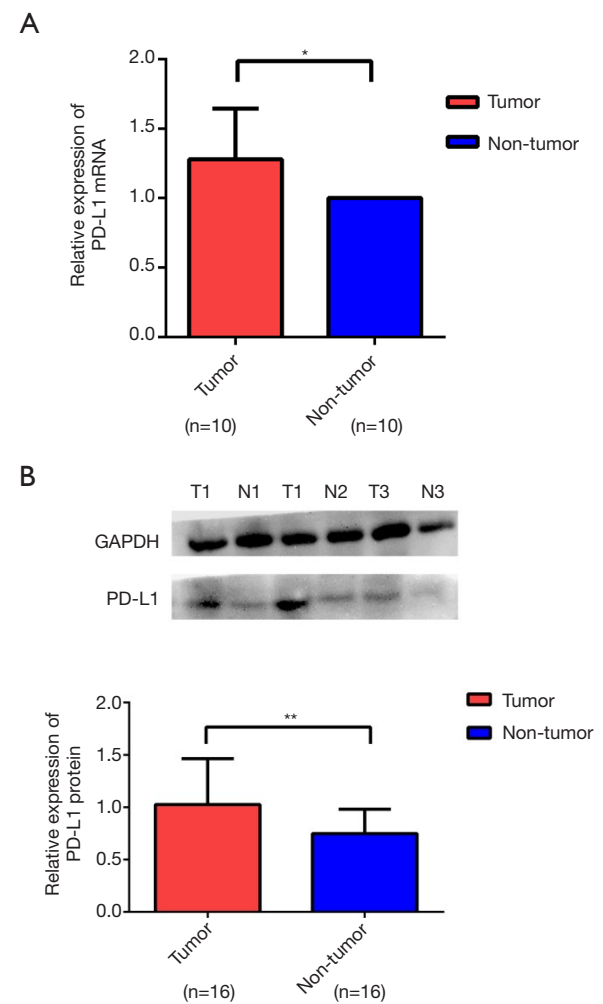 A
2.0
*
1.5
1.0
0.5
0.0
Relative expression of
PD-L1 mRNA
Tumor
Non-tumor
Tumor
Non-tumor
(n=10)
(n=10)
B
T1 N1 T1 N2 T3 N3
GAPDH
PD-L1
2.0
**
1.5
1.0
0.5
0.0
Relative expression of
PD-L1 protein
Tumor
Non-tumor
Tumor
Non-tumor
(n=16)
(n=16)